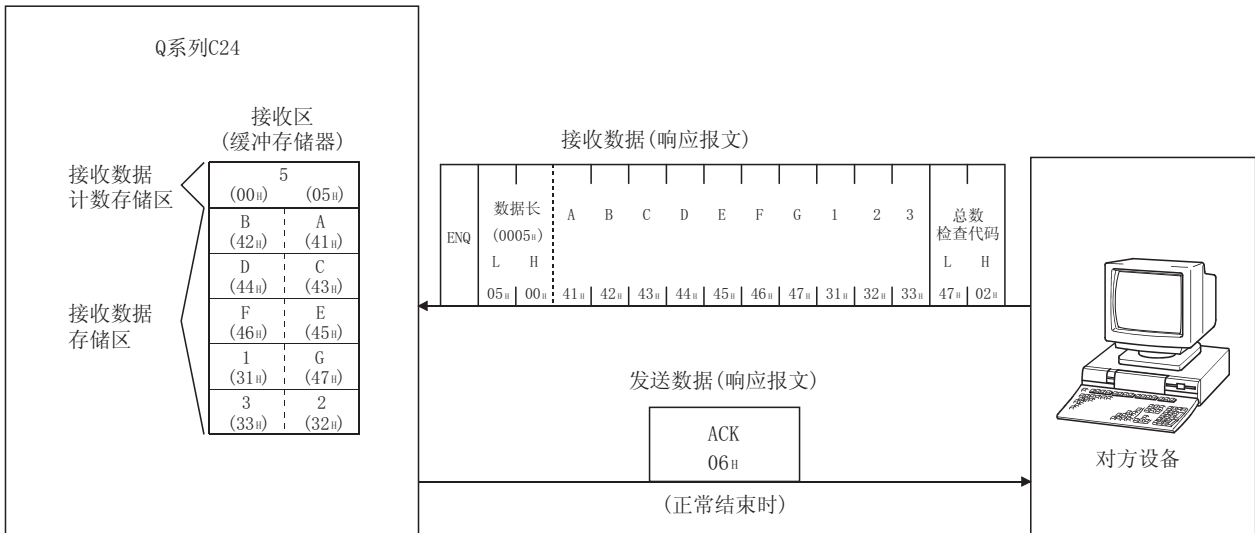 Q系列C24
接收区
(缓冲存储器)
接收数据
计数存储区
5
(00H) (05H)
B A
(42H) (41H)
D C
(44H) (43H)
接收数据
存储区
F E
(46H) (45H)
1 G
(31H) (47H)
3 2
(33H) (32H)
接收数据(响应报文)
ENQ
数据长
(0005H)
L H
05H 00H
A B C D E F G 1 2 3
41H 42H 43H 44H 45H 46H 47H 31H 32H 33H
总数
检查代码
L H
47H 02H
发送数据(响应报文)
ACK
06H
(正常结束时)
对方设备